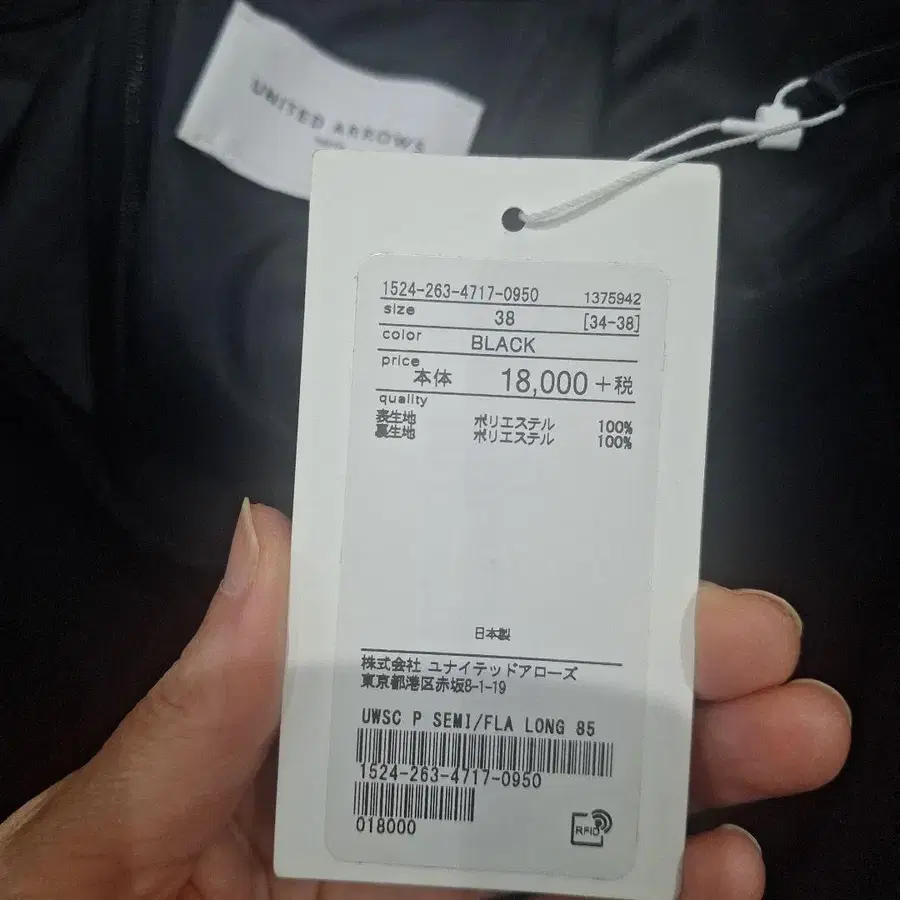 UNITED ARROWS
1524-263-4717-0950 1375942
size 38 [34-38]
color BLACK
price
本体 18,000+税
quality
表生地 ポリエステル 100%
裏生地 ポリエステル 100%
日本製
株式会社 ユナイテッドアローズ
東京都港区赤坂8-1-19
UWSC P SEMI/FLA LONG 85
1524-263-4717-0950
018000
RFID